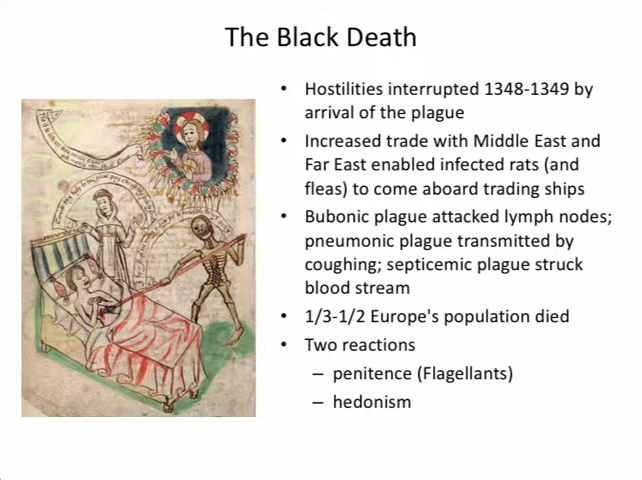 The Black Death
• Hostilities interrupted 1348-1349 by
arrival of the plague
• Increased trade with Middle East and
Far East enabled infected rats (and
fleas) to come aboard trading ships
• Bubonic plague attacked lymph nodes;
pneumonic plague transmitted by
coughing; septicemic plague struck
blood stream
• 1/3-1/2 Europe's population died
• Two reactions
– penitence (Flagellants)
– hedonism